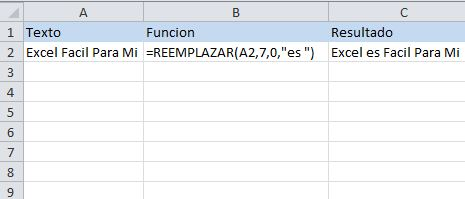 A B C
1 Texto Funcion Resultado
2 Excel Facil Para Mi =REEMPLAZAR(A2,7,0,"es ") Excel es Facil Para Mi
3
4
5
6
7
8
9